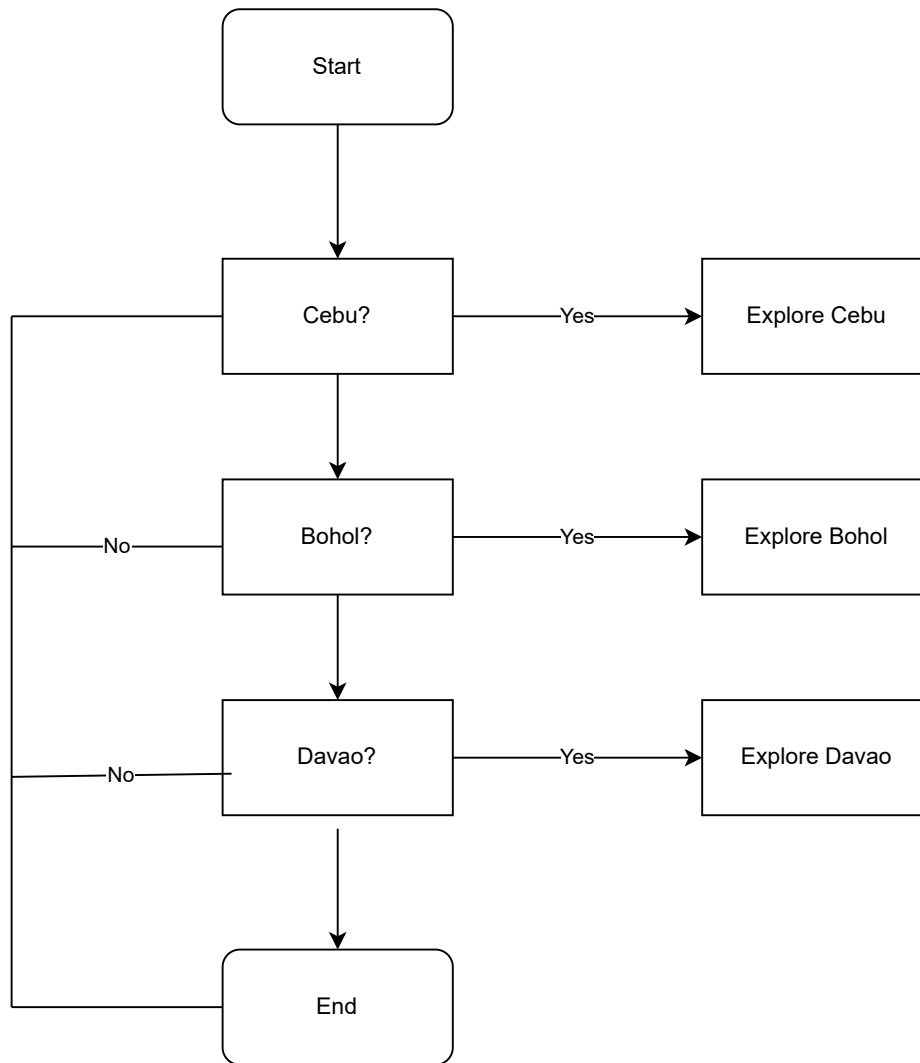 Start
Cebu?
Yes
Explore Cebu
No
Bohol?
Yes
Explore Bohol
No
Davao?
Yes
Explore Davao
End